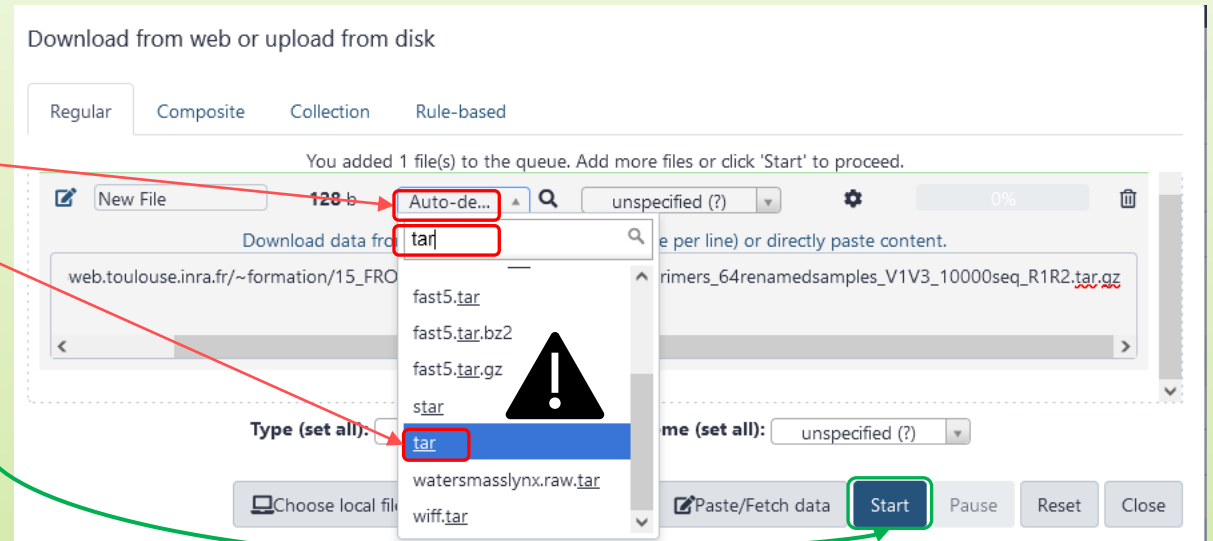 Download from web or upload from disk
Regular Composite Collection Rule-based
You added 1 file(s) to the queue. Add more files or click 'Start' to proceed.
New File 128 b Auto-de... unspecified (?) 0%
Download data fro tar e per line) or directly paste content.
web.toulouse.inra.fr/~formation/15_FRO rimers_64renamedsamples_V1V3_10000seq_R1R2.tar.gz
fast5.tar
fast5.tar.bz2
fast5.tar.gz
star
Type (set all): tar me (set all): unspecified (?)
watersmasslynx.raw.tar
Choose local file Paste/Fetch data Start Pause Reset Close
wiff.tar